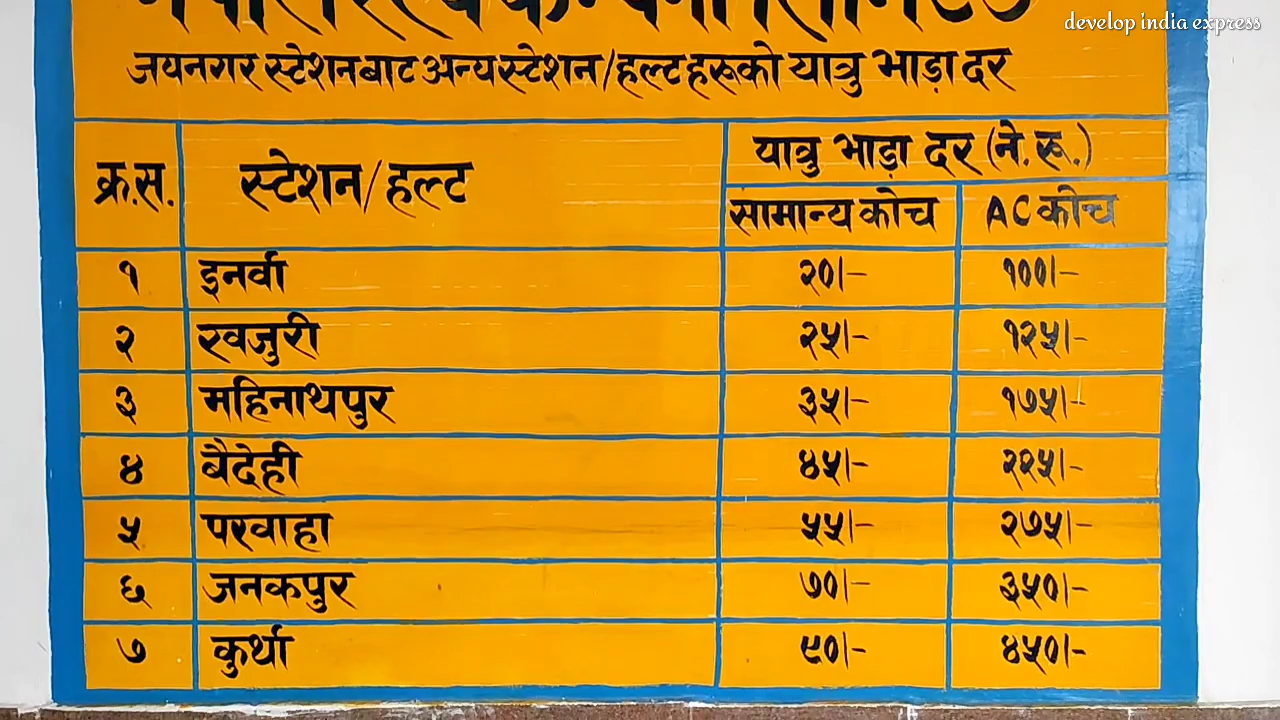 develop india express
जयनगर स्टेशनबाट अन्य स्टेशन/हल्टहरूको यात्रु भाड़ा दर
क्र.स. स्टेशन/हल्ट यात्रु भाड़ा दर (ने.रू.)
सामान्य कोच AC कोच
१ इनर्वा २०/- १००/-
२ खजुरी २५/- १२५/-
३ महिनाथपुर ३५/- १७५/-
४ बैदेही ४५/- २२५/-
५ परवाहा ५५/- २७५/-
६ जनकपुर ७०/- ३५०/-
७ कुर्था ९०/- ४५०/-